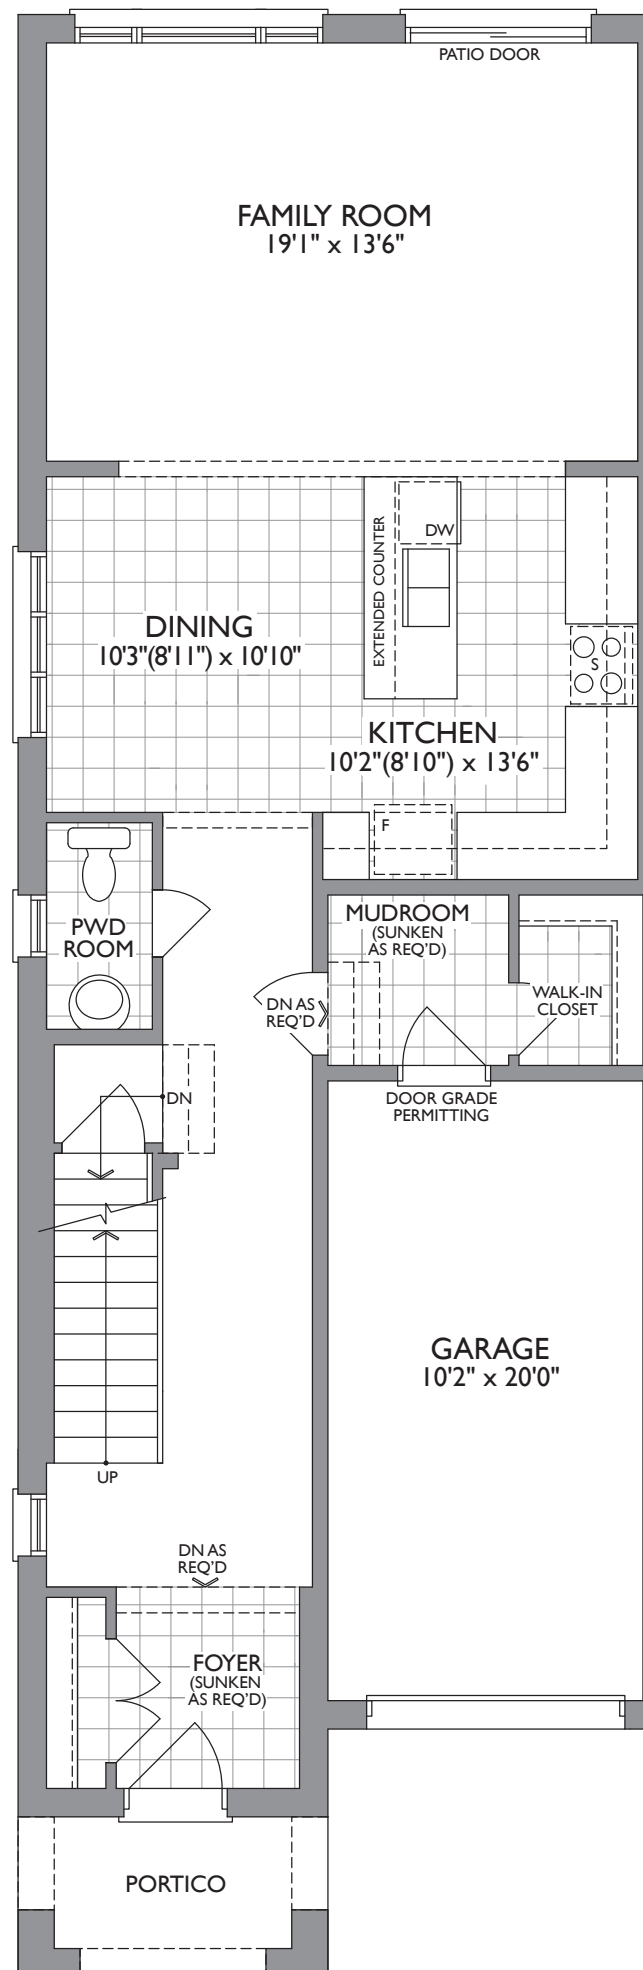 PATIO DOOR
FAMILY ROOM
19'1" x 13'6"
EXTENDED COUNTER
DW
DINING
10'3"(8'11") x 10'10"
S
KITCHEN
10'2"(8'10") x 13'6"
F
PWD
ROOM
MUDROOM
(SUNKEN
AS REQ'D)
DN AS
REQ'D
WALK-IN
CLOSET
DN
DOOR GRADE
PERMITTING
GARAGE
10'2" x 20'0"
UP
DN AS
REQ'D
FOYER
(SUNKEN
AS REQ'D)
PORTICO